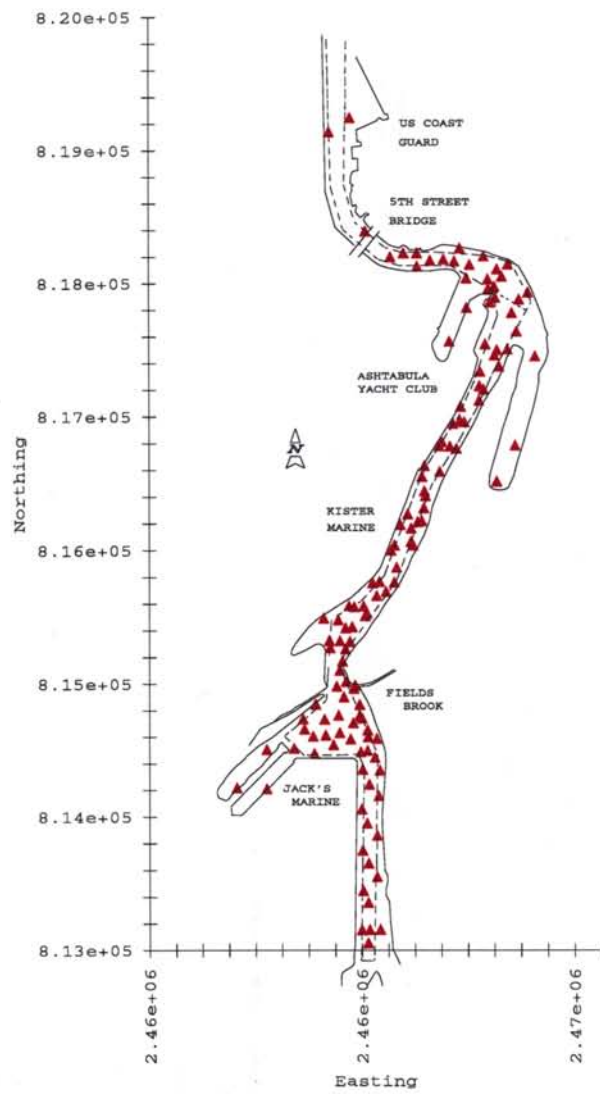 8.20e+05
US COAST
GUARD
8.19e+05
5TH STREET
BRIDGE
8.18e+05
ASHTABULA
YACHT CLUB
8.17e+05
N
Northing
KISTER
MARINE
8.16e+05
8.15e+05
FIELDS
BROOK
JACK'S
MARINE
8.14e+05
8.13e+05
2.46e+06
2.46e+06
2.47e+06
Easting